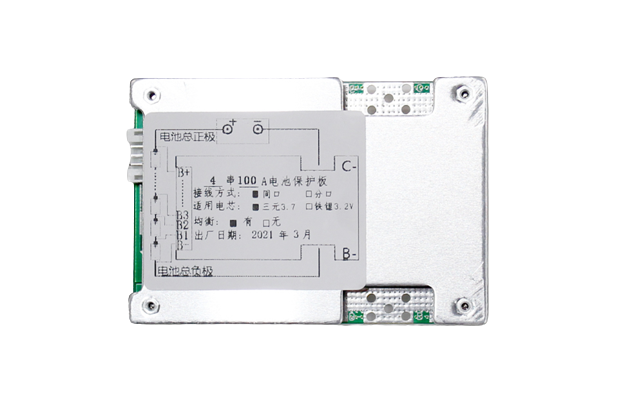 + −
电池总正极
C-
B+
4 串100A电池保护板
接线方式: ■同口 □分口
适用电芯: ■三元3.7 □铁锂3.2V
B3
均衡: ■有 □无
B2
B1
出厂日期: 2021 年 3 月
B-
B-
电池总负极